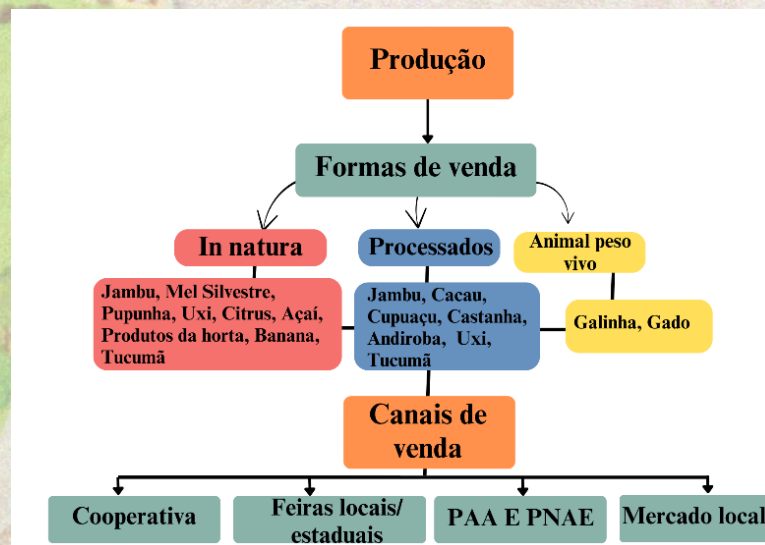 Produção
Formas de venda
In natura
Processados
Animal peso
vivo
Jambu, Mel Silvestre,
Pupunha, Uxi, Citrus, Açaí,
Produtos da horta, Banana,
Tucumã
Jambu, Cacau,
Cupuaçu, Castanha,
Andiroba, Uxi,
Tucumã
Galinha, Gado
Canais de
venda
Cooperativa
Feiras locais/
estaduais
PAA E PNAE
Mercado local